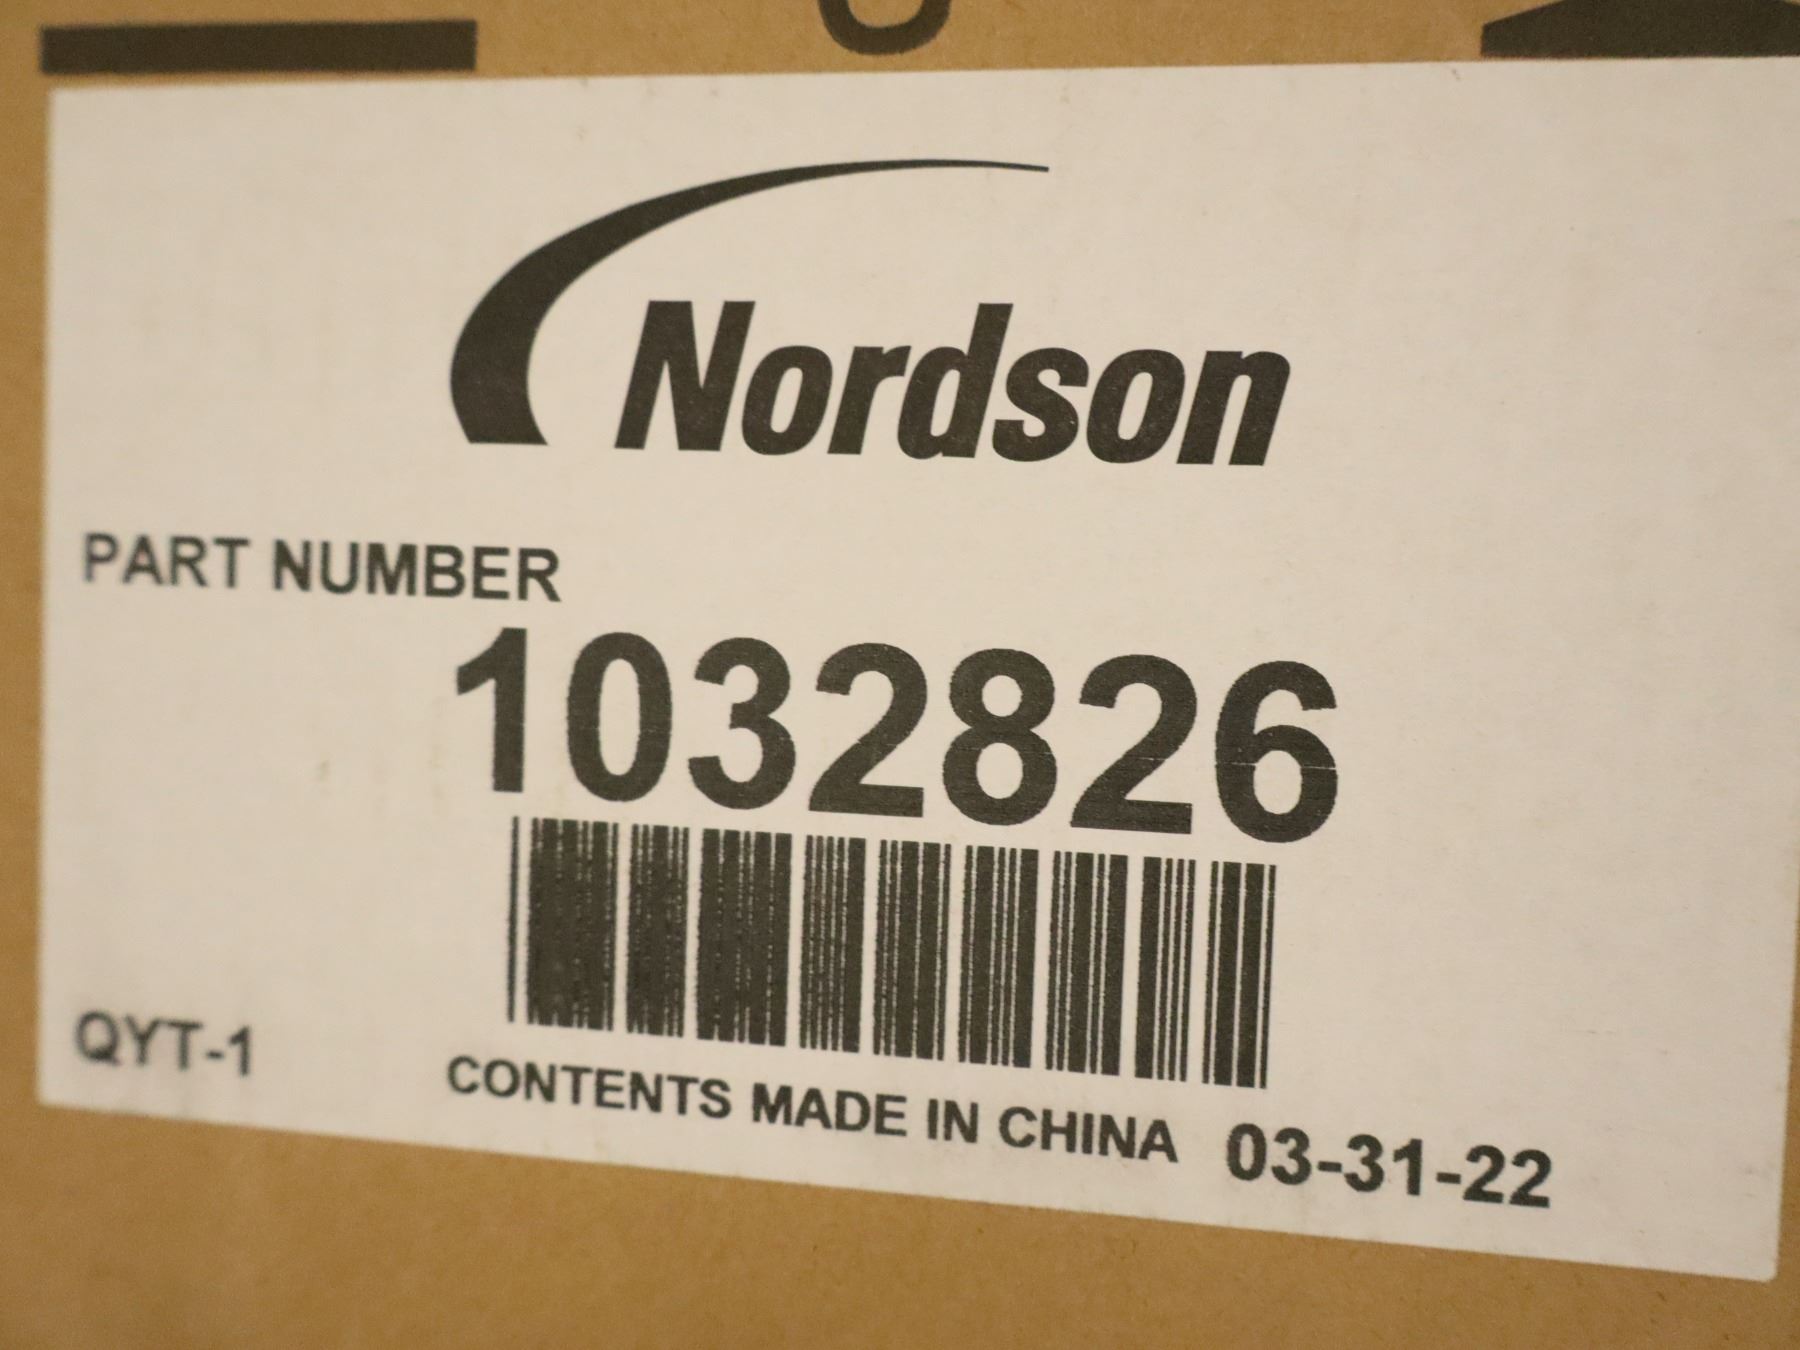 Nordson
PART NUMBER
1032826
QYT-1
CONTENTS MADE IN CHINA 03-31-22